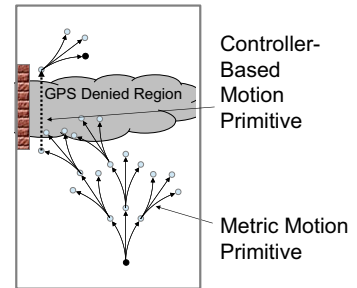 Controller-
Based
Motion
Primitive
GPS Denied Region
Metric Motion
Primitive